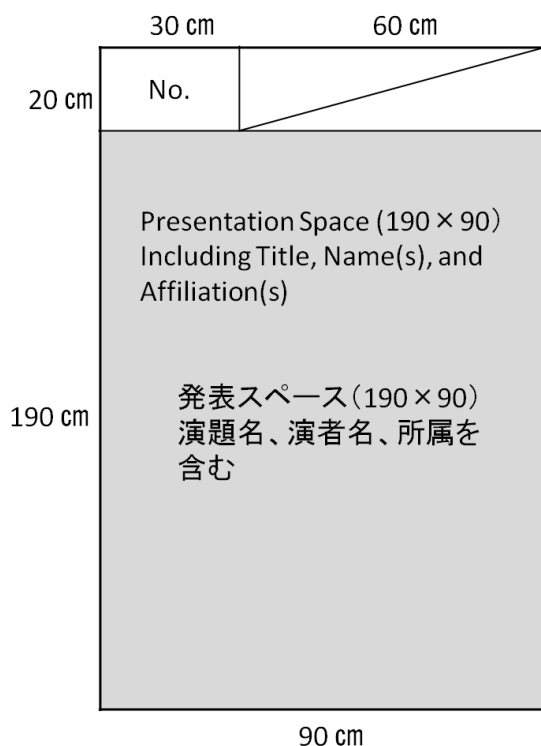 30 ㎝
60 ㎝
20 ㎝
No.
Presentation Space (190 × 90)
Including Title, Name(s), and
Affiliation(s)
発表スペース(190 × 90)
演題名、演者名、所属を
含む
190 ㎝
90 ㎝